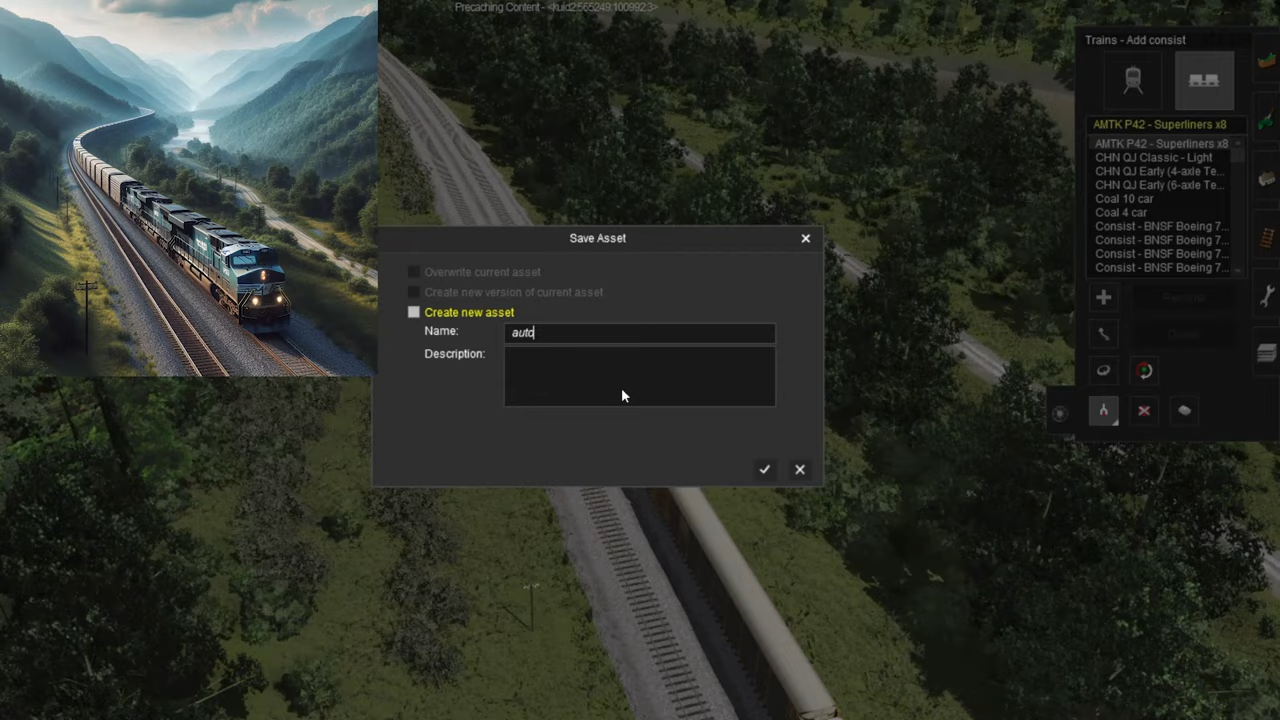 Precaching Content - <kuid2:565249:100992:3>
Trains - Add consist
AMTK P42 - Superliners x8
AMTK P42 - Superliners x8
CHN QJ Classic - Light
CHN QJ Early (4-axle Te...
CHN QJ Early (6-axle Te...
Coal 10 car
Coal 4 car
Consist - BNSF Boeing 7...
Consist - BNSF Boeing 7...
Consist - BNSF Boeing 7...
Consist - BNSF Boeing 7...
Save Asset
Overwrite current asset
Create new version of current asset
Create new asset
Name: auto
Description: